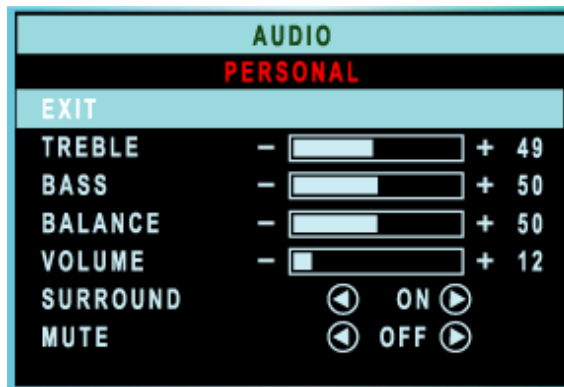 AUDIO
PERSONAL
EXIT
TREBLE - + 49
BASS - + 50
BALANCE - + 50
VOLUME - + 12
SURROUND ON
MUTE OFF